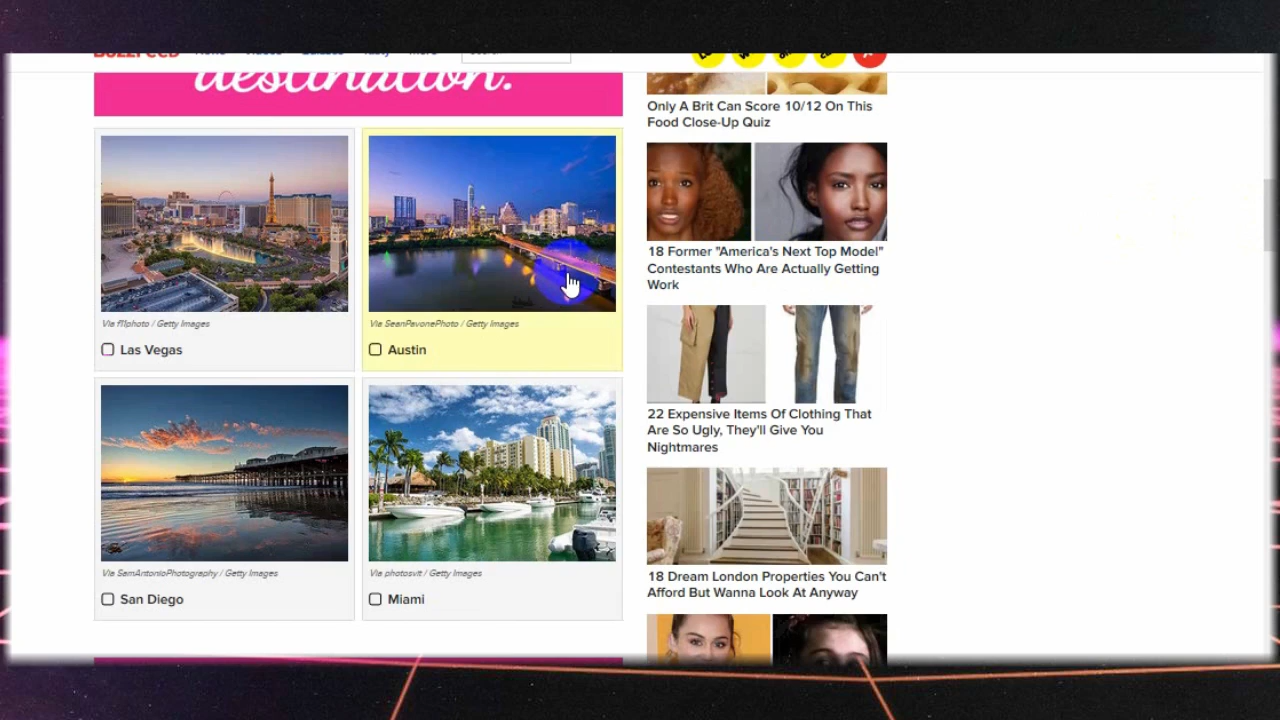 destination.
Via f11photo / Getty Images
Las Vegas
Via SeanPavonePhoto / Getty Images
Austin
Via SamAntonioPhotography / Getty Images
San Diego
Via photosvit / Getty Images
Miami
Only A Brit Can Score 10/12 On This
Food Close-Up Quiz
18 Former "America's Next Top Model"
Contestants Who Are Actually Getting
Work
22 Expensive Items Of Clothing That
Are So Ugly, They'll Give You
Nightmares
18 Dream London Properties You Can't
Afford But Wanna Look At Anyway